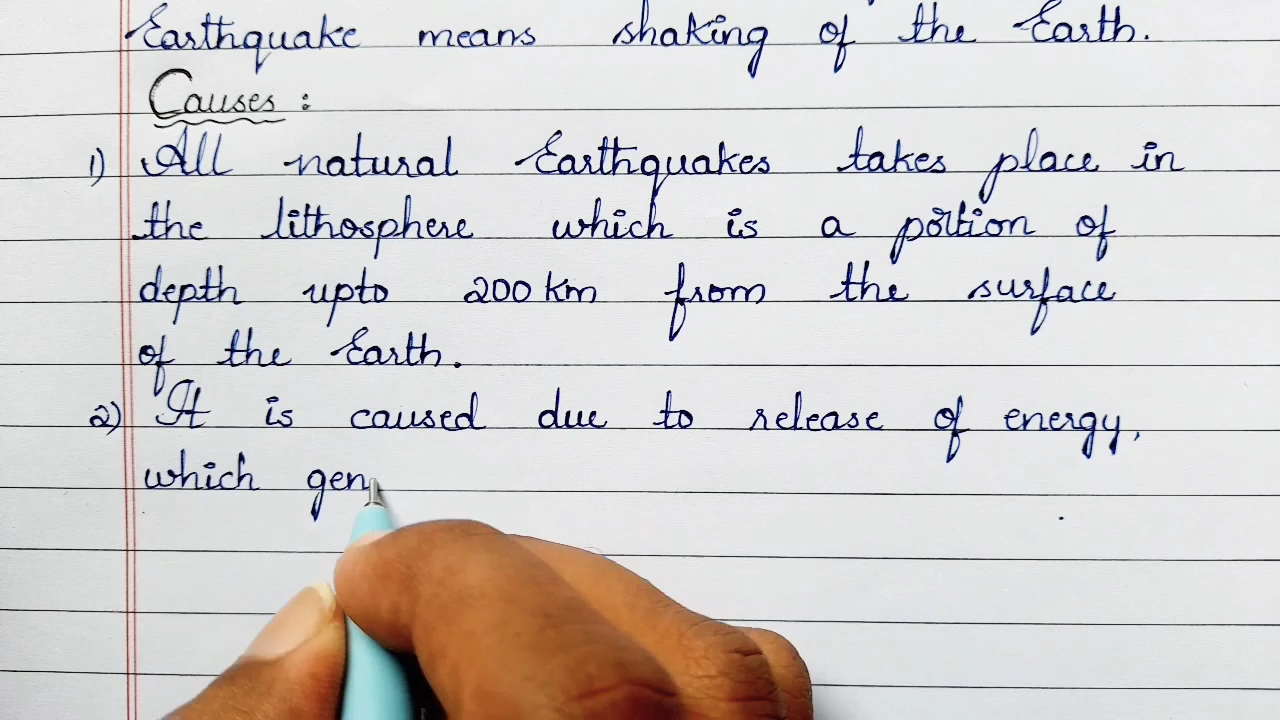 Earthquake means shaking of the Earth.
Causes :
1) All natural Earthquakes takes place in
the lithosphere which is a portion of
depth upto 200 km from the surface
of the Earth.
2) It is caused due to release of energy,
which gen